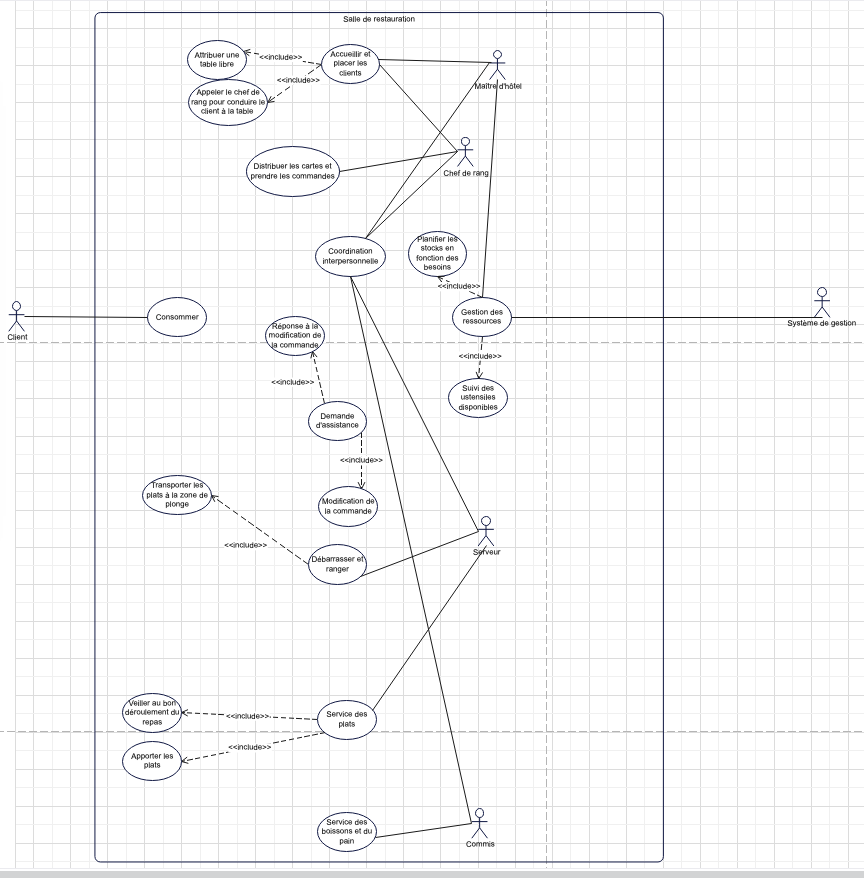 Salle de restauration
Attribuer une
table libre
<<include>>
Accueillir et
placer les
clients
<<include>>
Appeler le chef de
rang pour conduire le
client à la table
Maître d'hôtel
Distribuer les cartes et
prendre les commandes
Chef de rang
Coordination
interpersonnelle
Planifier les
stocks en
fonction des
besoins
<<include>>
Client
Consommer
Gestion des
ressources
Système de gestion
Réponse à la
modification de
la commande
<<include>>
<<include>>
Suivi des
ustensiles
disponibles
Demande
d'assistance
<<include>>
Transporter les
plats à la zone de
plonge
Modification de
la commande
<<include>>
Débarrasser et
ranger
Serveur
Veiller au bon
déroulement du
repas
<<include>>
Service des
plats
<<include>>
Apporter les
plats
Service des
boissons et du
pain
Commis